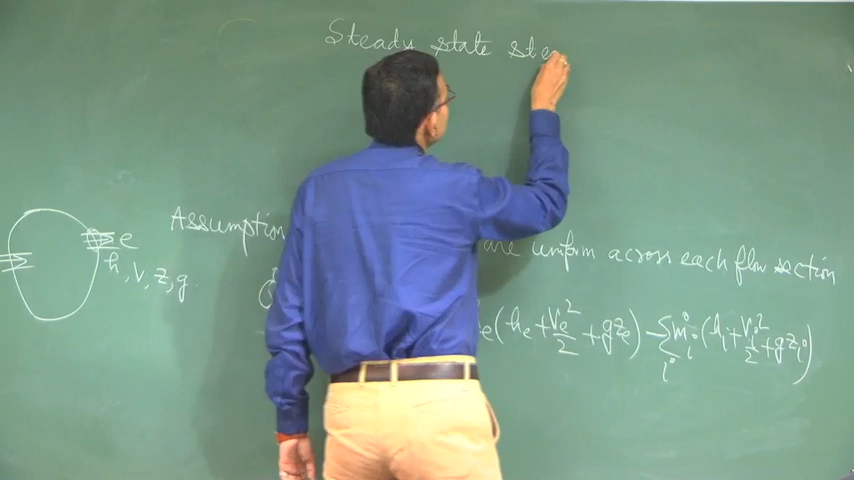 Steady state ste
Assumption are uniform across each flow section
e
h, V, z, g
e(he + Ve²/2 + gze) - Σi ṁi (hi + Vi²/2 + gzi)